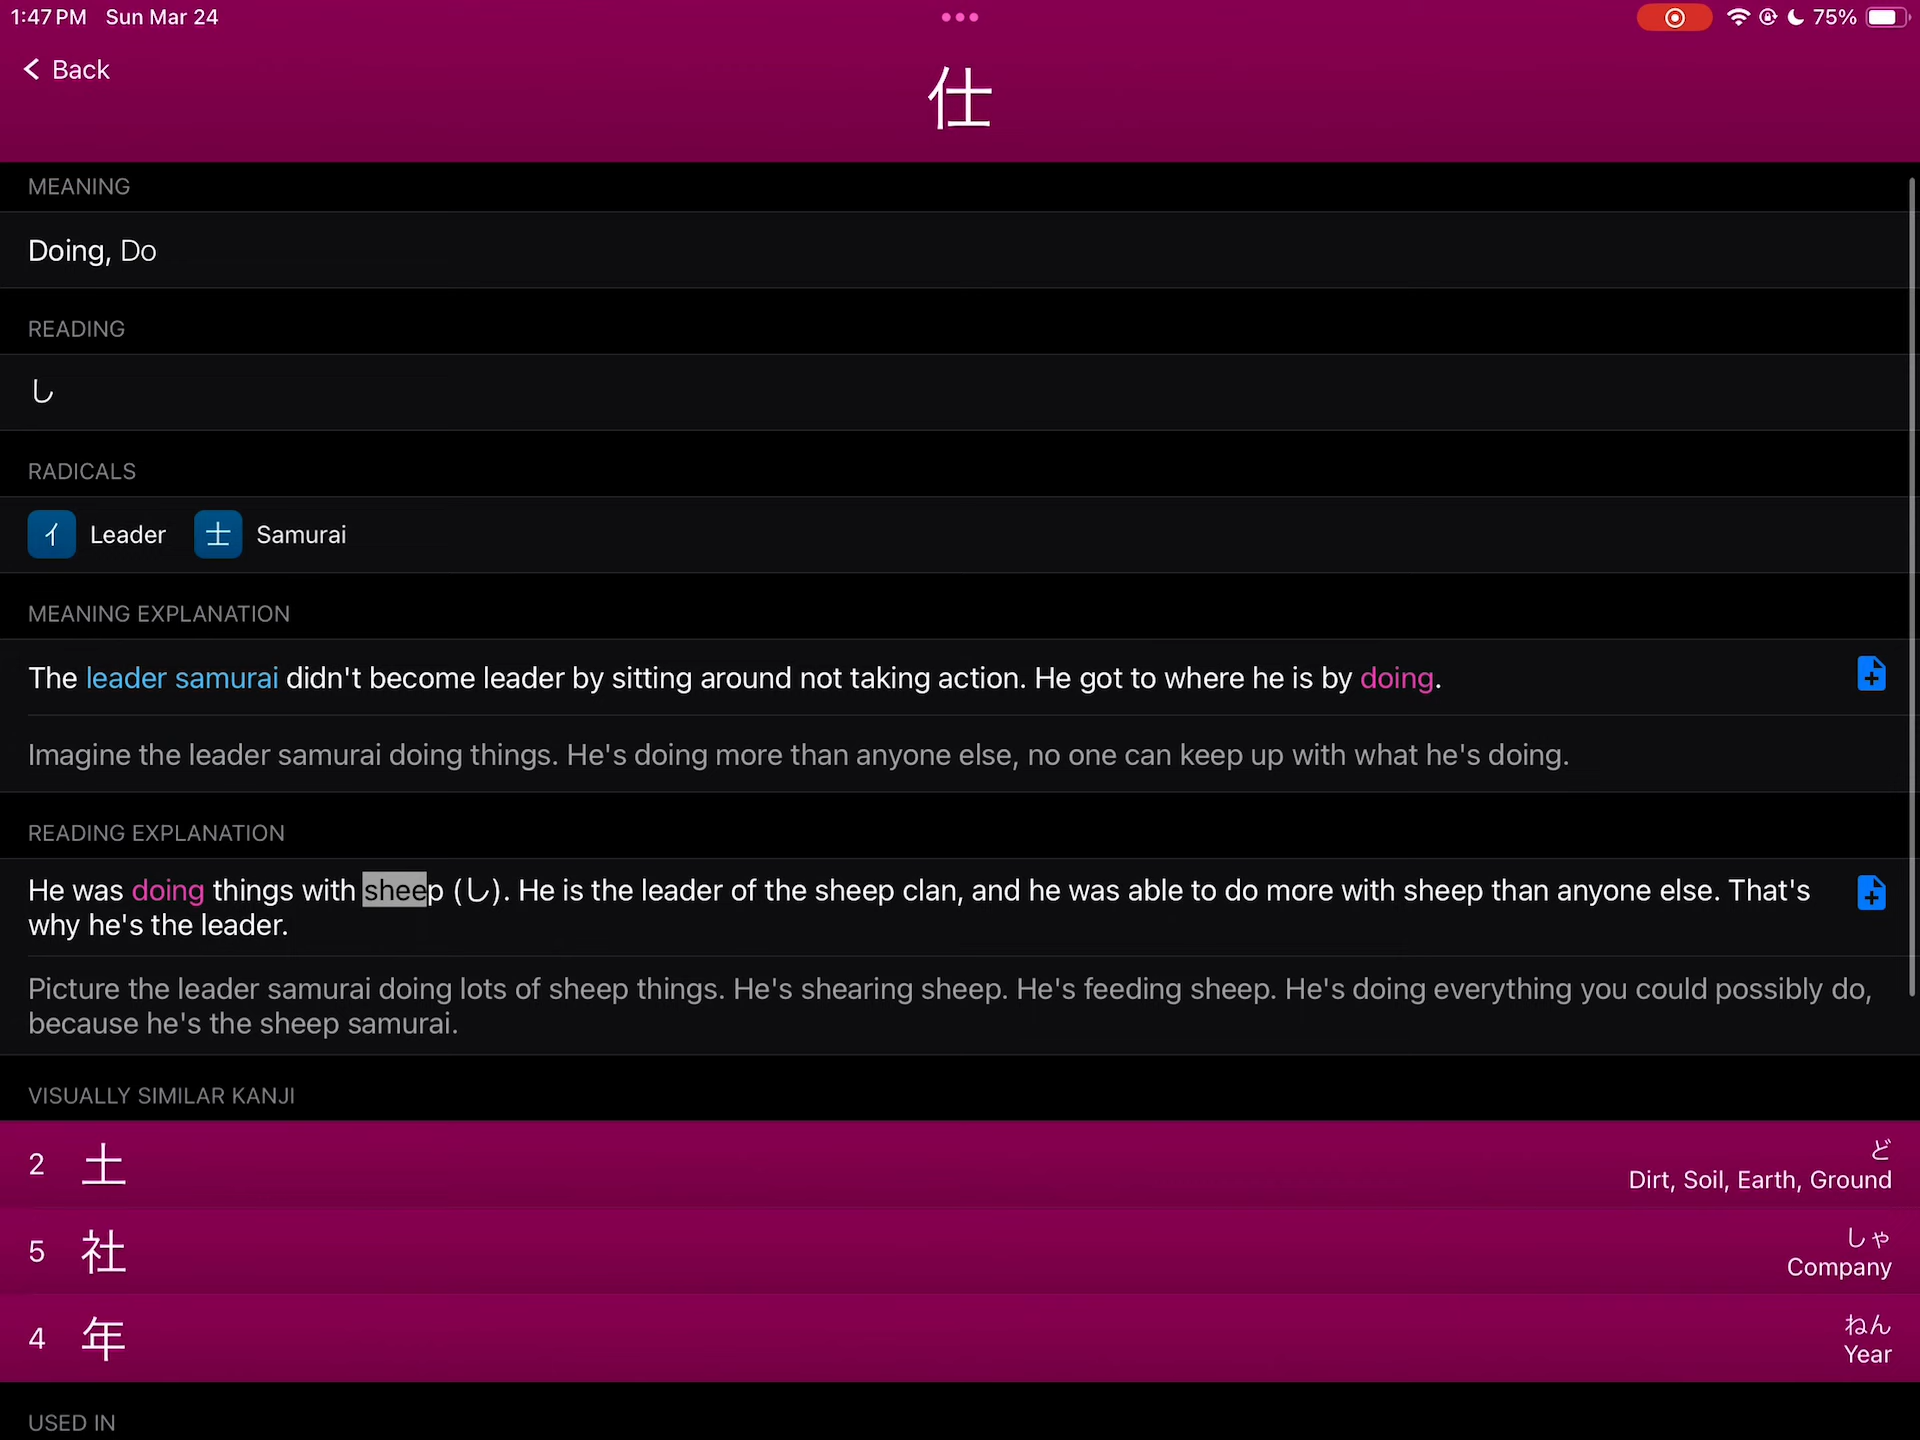 1:47 PM Sun Mar 24
75%
Back
仕
MEANING
Doing, Do
READING
し
RADICALS
イ Leader 士 Samurai
MEANING EXPLANATION
The leader samurai didn't become leader by sitting around not taking action. He got to where he is by doing.
Imagine the leader samurai doing things. He's doing more than anyone else, no one can keep up with what he's doing.
READING EXPLANATION
He was doing things with sheep (し). He is the leader of the sheep clan, and he was able to do more with sheep than anyone else. That's
why he's the leader.
Picture the leader samurai doing lots of sheep things. He's shearing sheep. He's feeding sheep. He's doing everything you could possibly do,
because he's the sheep samurai.
VISUALLY SIMILAR KANJI
2 土 ど
Dirt, Soil, Earth, Ground
5 社 しゃ
Company
4 年 ねん
Year
USED IN